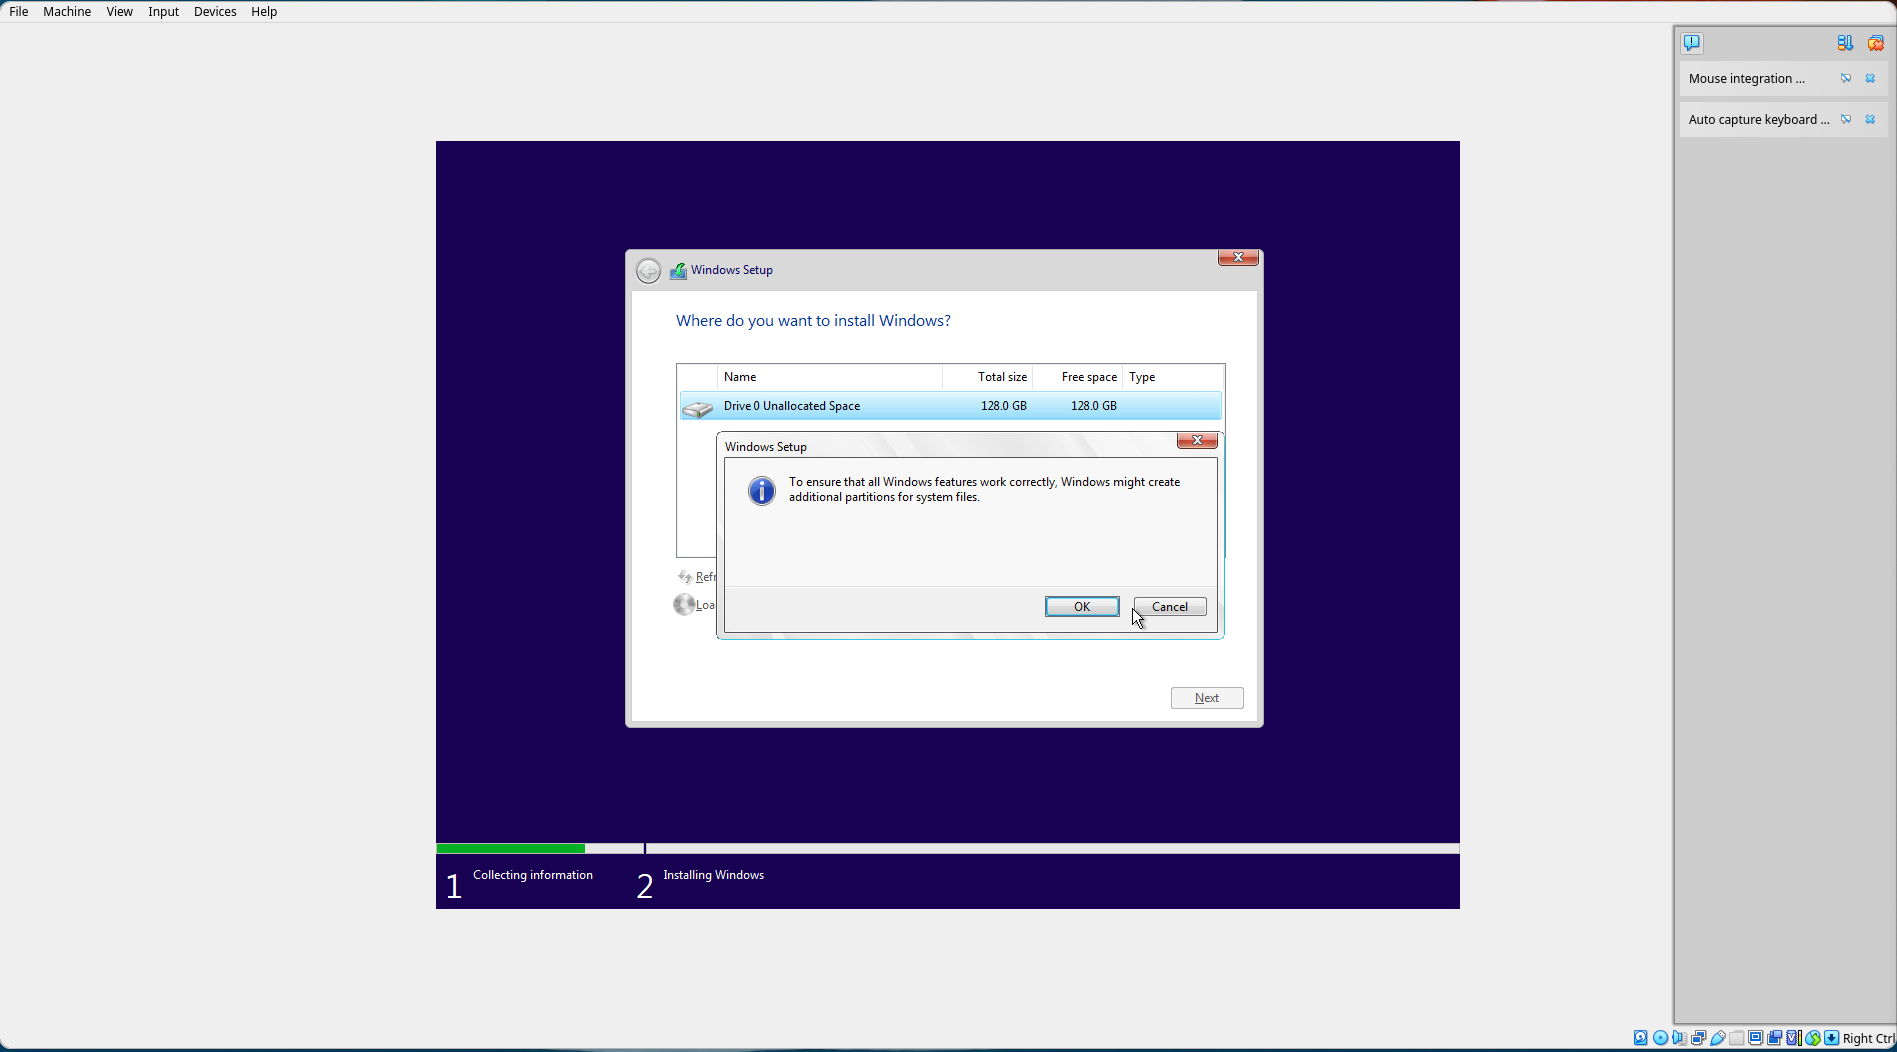 File Machine View Input Devices Help
Mouse integration ...
Auto capture keyboard ...
Windows Setup
Where do you want to install Windows?
Name Total size Free space Type
Drive 0 Unallocated Space 128.0 GB 128.0 GB
Windows Setup
To ensure that all Windows features work correctly, Windows might create
additional partitions for system files.
Refr
Loa
OK Cancel
Next
1 Collecting information 2 Installing Windows
Right Ctrl